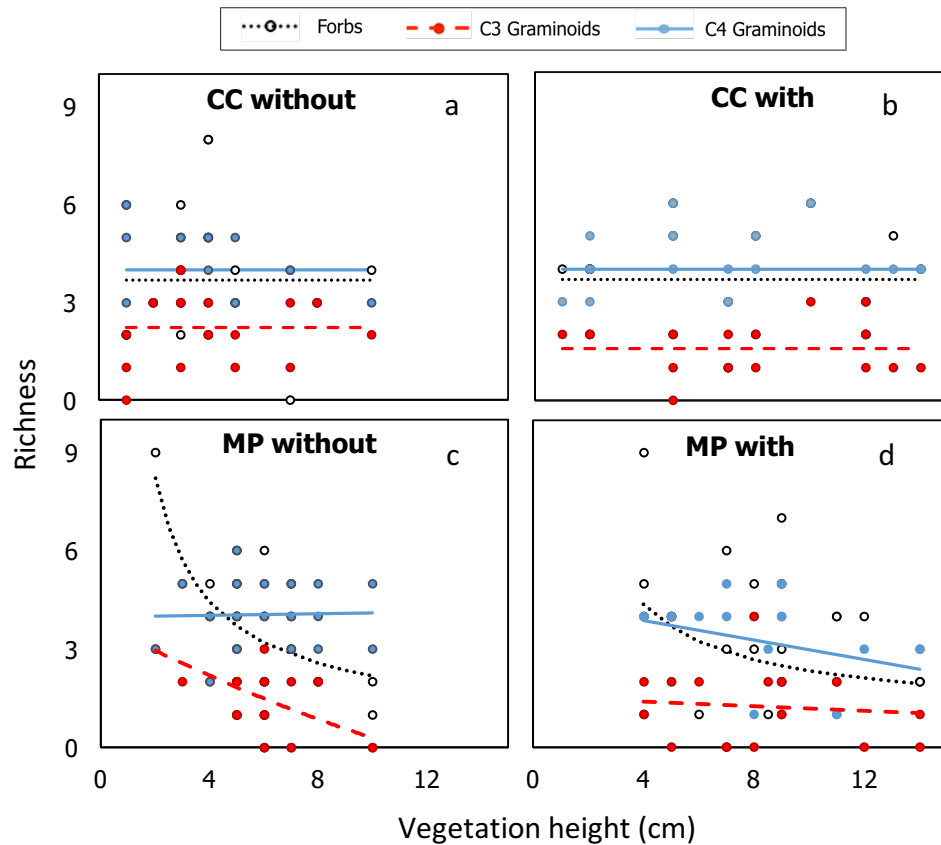 Forbs C3 Graminoids C4 Graminoids
CC without a
CC with b
9
6
3
0
Richness
MP without c
MP with d
9
6
3
0
0 4 8 12 0 4 8 12
Vegetation height (cm)